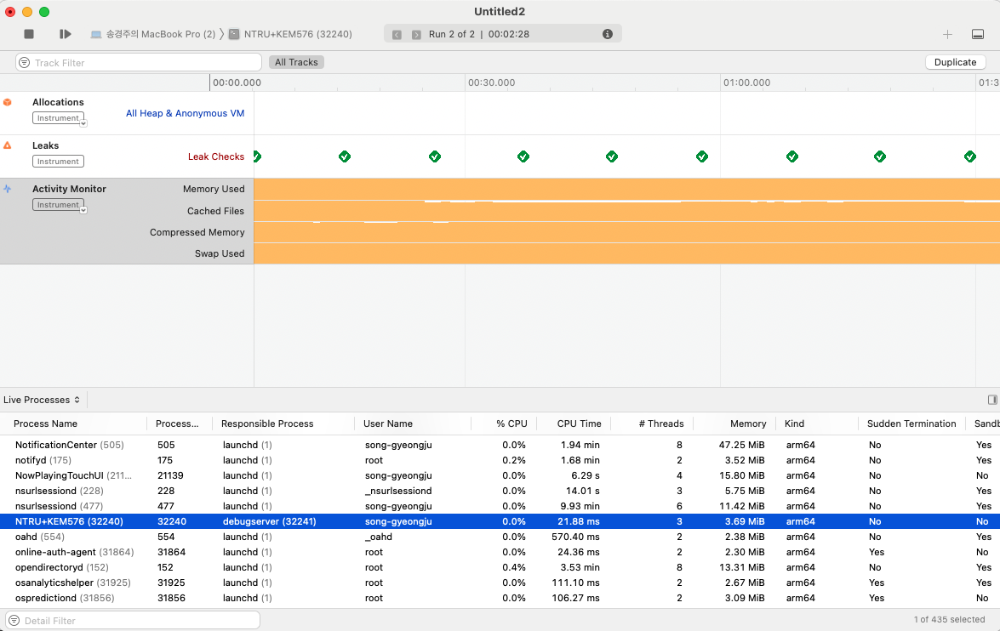 Untitled2
송경주의 MacBook Pro (2) 〉 NTRU+KEM576 (32240)
Run 2 of 2 | 00:02:28
Track Filter
All Tracks
Duplicate
00:00.000 00:30.000 01:00.000 01:3
Allocations
Instrument
All Heap & Anonymous VM
Leaks
Instrument
Leak Checks
Activity Monitor
Instrument
Memory Used
Cached Files
Compressed Memory
Swap Used
Live Processes
Process Name Process... Responsible Process User Name % CPU CPU Time # Threads Memory Kind Sudden Termination Sandb
NotificationCenter (505) 505 launchd (1) song-gyeongju 0.0% 1.94 min 8 47.25 MiB arm64 No Yes
notifyd (175) 175 launchd (1) root 0.2% 1.68 min 2 3.52 MiB arm64 No Yes
NowPlayingTouchUI (211... 21139 launchd (1) song-gyeongju 0.0% 6.29 s 4 15.80 MiB arm64 No No
nsurlsessiond (228) 228 launchd (1) _nsurlsessiond 0.0% 14.01 s 3 5.75 MiB arm64 No Yes
nsurlsessiond (477) 477 launchd (1) song-gyeongju 0.0% 9.93 min 6 11.42 MiB arm64 No Yes
NTRU+KEM576 (32240) 32240 debugserver (32241) song-gyeongju 0.0% 21.88 ms 3 3.69 MiB arm64 No No
oahd (554) 554 launchd (1) _oahd 0.0% 570.40 ms 2 2.38 MiB arm64 No Yes
online-auth-agent (31864) 31864 launchd (1) root 0.0% 24.36 ms 2 2.30 MiB arm64 Yes No
opendirectoryd (152) 152 launchd (1) root 0.4% 3.53 min 8 13.31 MiB arm64 No Yes
osanalyticshelper (31925) 31925 launchd (1) root 0.0% 111.10 ms 2 2.67 MiB arm64 Yes Yes
ospredictiond (31856) 31856 launchd (1) root 0.0% 106.27 ms 2 3.09 MiB arm64 Yes No
Detail Filter
1 of 435 selected